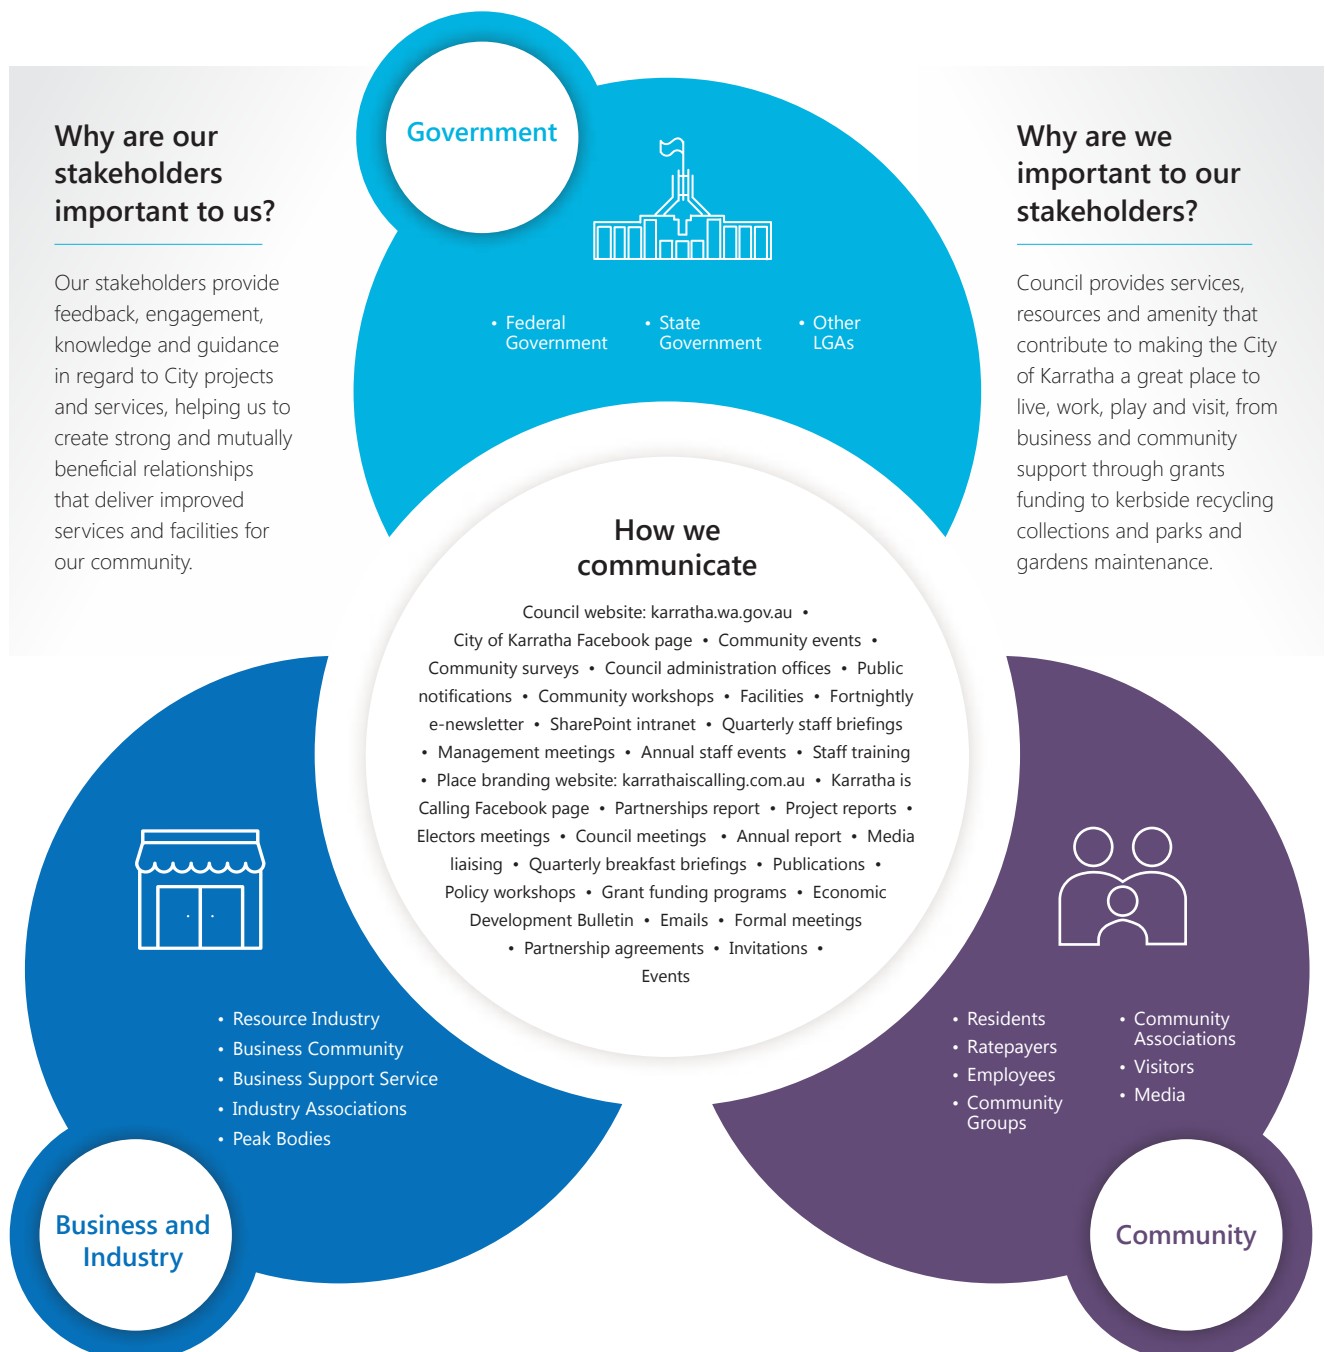 Why are our
stakeholders
important to us?
Our stakeholders provide
feedback, engagement,
knowledge and guidance
in regard to City projects
and services, helping us to
create strong and mutually
beneficial relationships
that deliver improved
services and facilities for
our community.
Government
• Federal
Government
• State
Government
• Other
LGAs
Why are we
important to our
stakeholders?
Council provides services,
resources and amenity that
contribute to making the City
of Karratha a great place to
live, work, play and visit, from
business and community
support through grants
funding to kerbside recycling
collections and parks and
gardens maintenance.
How we
communicate
Council website: karratha.wa.gov.au •
City of Karratha Facebook page • Community events •
Community surveys • Council administration offices • Public
notifications • Community workshops • Facilities • Fortnightly
e-newsletter • SharePoint intranet • Quarterly staff briefings
• Management meetings • Annual staff events • Staff training
• Place branding website: karrathaiscalling.com.au • Karratha is
Calling Facebook page • Partnerships report • Project reports •
Electors meetings • Council meetings • Annual report • Media
liaising • Quarterly breakfast briefings • Publications •
Policy workshops • Grant funding programs • Economic
Development Bulletin • Emails • Formal meetings
• Partnership agreements • Invitations •
Events
• Resource Industry
• Business Community
• Business Support Service
• Industry Associations
• Peak Bodies
Business and
Industry
• Residents
• Ratepayers
• Employees
• Community
Groups
• Community
Associations
• Visitors
• Media
Community